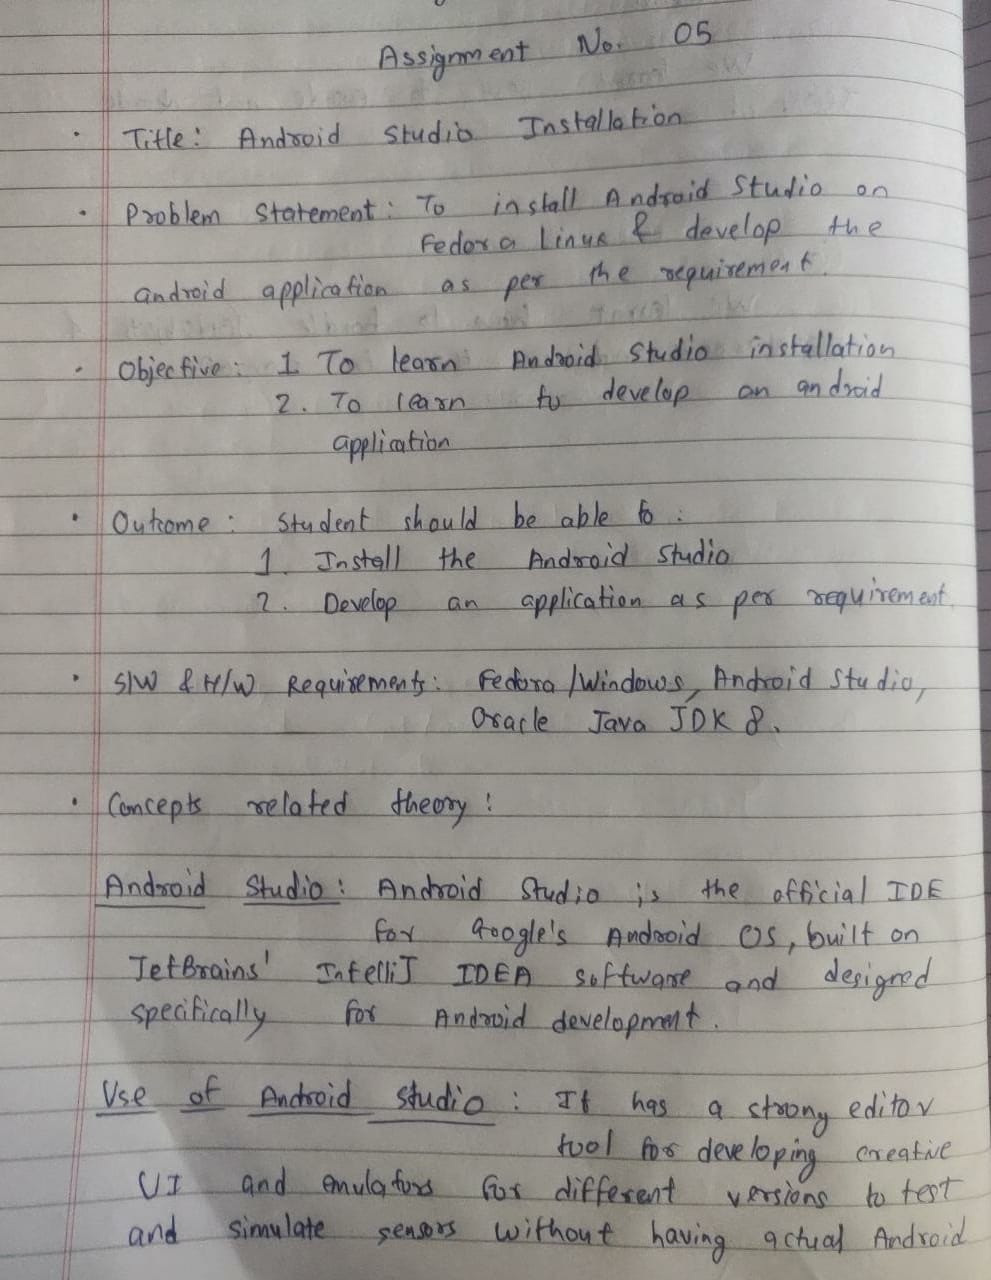 Assignment No. 05
• Title: Android Studio Installation
• Problem Statement: To install Android Studio on
Fedora Linux & develop the
android application as per the requirement.
• Objective: 1. To learn Android Studio installation
2. To learn to develop an android
application
• Outcome: Student should be able to:
1. Install the Android Studio
2. Develop an application as per requirement.
• S/W & H/W Requirements: Fedora/Windows, Android Studio,
Oracle Java JDK 8.
• Concepts related theory:
Android Studio: Android Studio is the official IDE
for Google's Android OS, built on
JetBrains' IntelliJ IDEA software and designed
specifically for Android development.
Use of Android Studio: It has a strong editor
tool for developing creative
UI and emulators for different versions to test
and simulate sensors without having actual Android